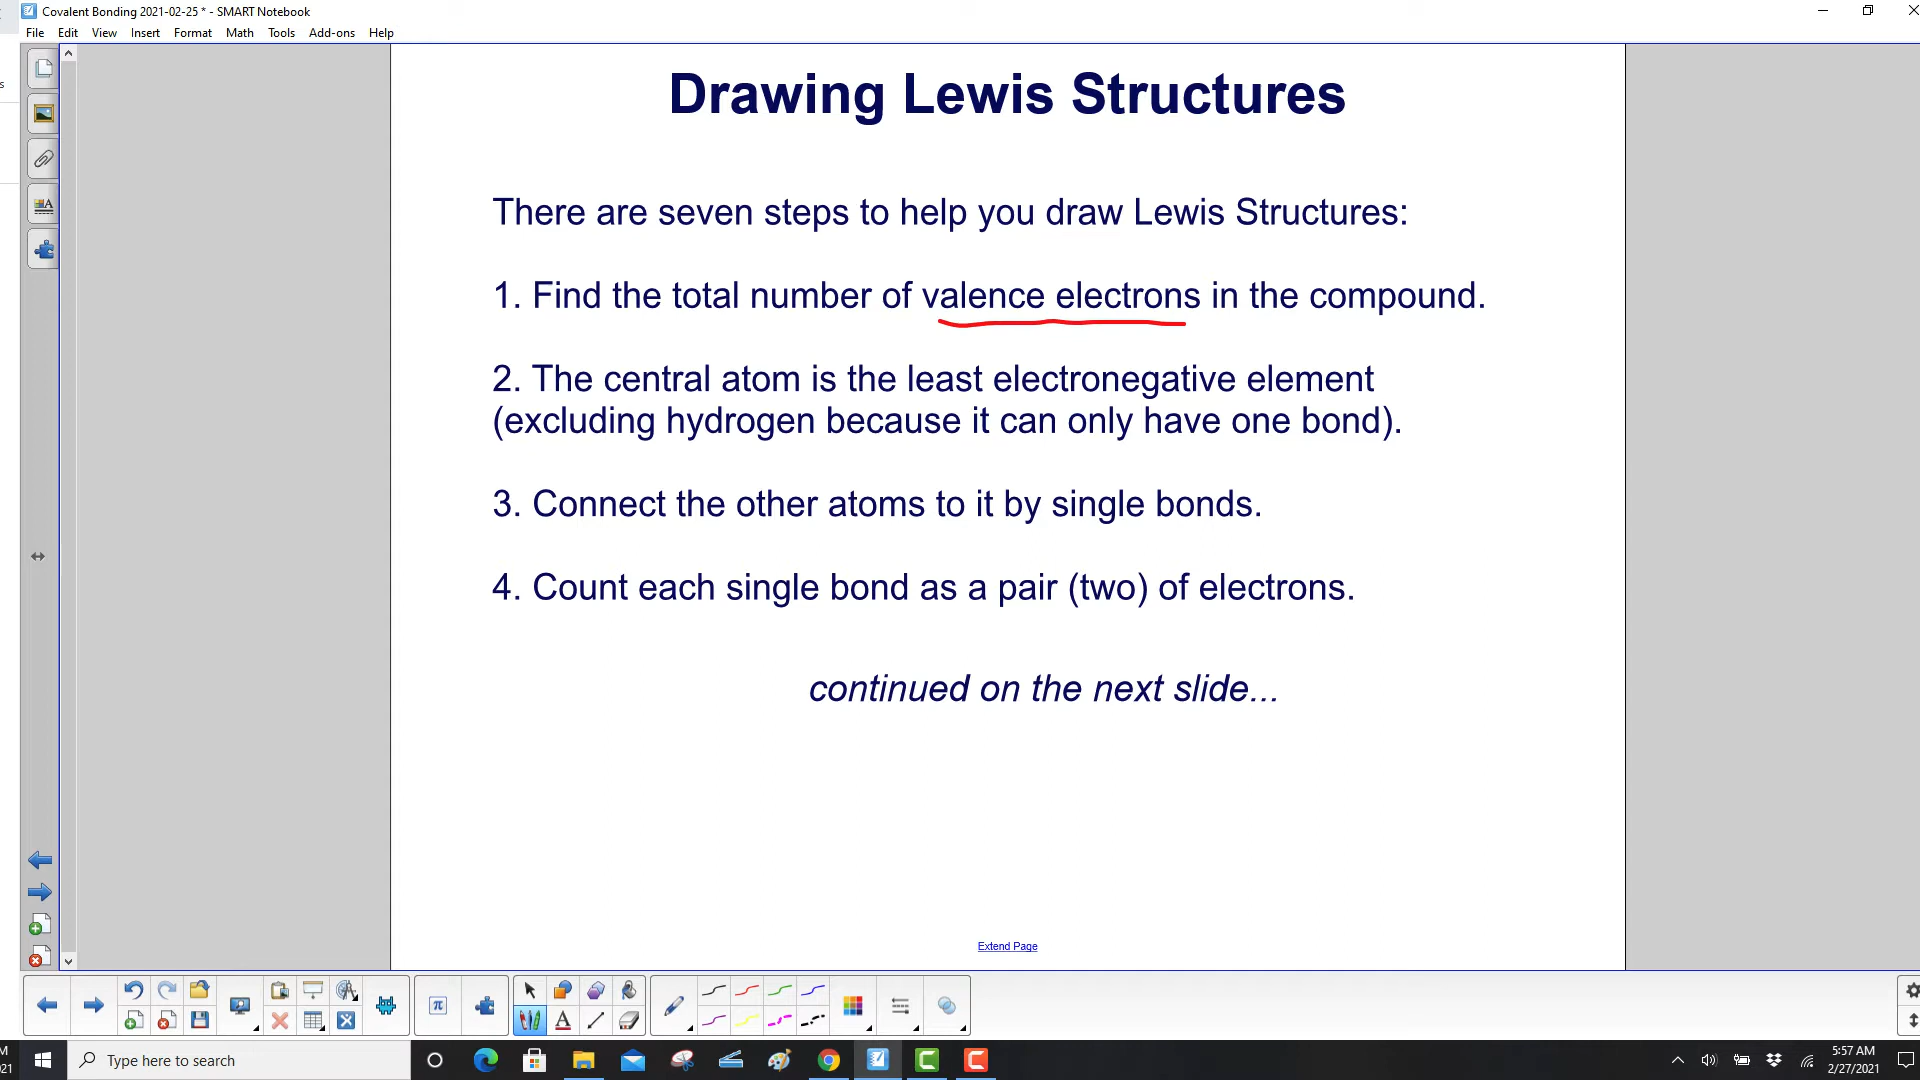 Covalent Bonding 2021-02-25 * - SMART Notebook
File Edit View Insert Format Math Tools Add-ons Help
Drawing Lewis Structures
There are seven steps to help you draw Lewis Structures:
1. Find the total number of valence electrons in the compound.
2. The central atom is the least electronegative element
(excluding hydrogen because it can only have one bond).
3. Connect the other atoms to it by single bonds.
4. Count each single bond as a pair (two) of electrons.
continued on the next slide...
Extend Page
Type here to search
5:57 AM
2/27/2021